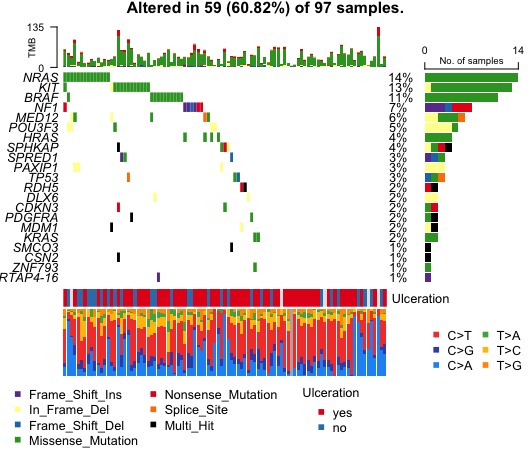 Altered in 59 (60.82%) of 97 samples.
135
TMB
0
0 14
No. of samples
NRAS 14%
KIT 13%
BRAF 11%
NF1 7%
MED12 6%
POU3F3 5%
HRAS 4%
SPHKAP 4%
SPRED1 3%
PAXIP1 3%
TP53 3%
RDH5 2%
DLX6 2%
CDKN3 2%
PDGFRA 2%
MDM1 2%
KRAS 2%
SMCO3 1%
CSN2 1%
ZNF793 1%
RTAP4-16 1%
Ulceration
C>T T>A
C>G T>C
C>A T>G
Frame_Shift_Ins Nonsense_Mutation Ulceration
In_Frame_Del Splice_Site yes
Frame_Shift_Del Multi_Hit no
Missense_Mutation